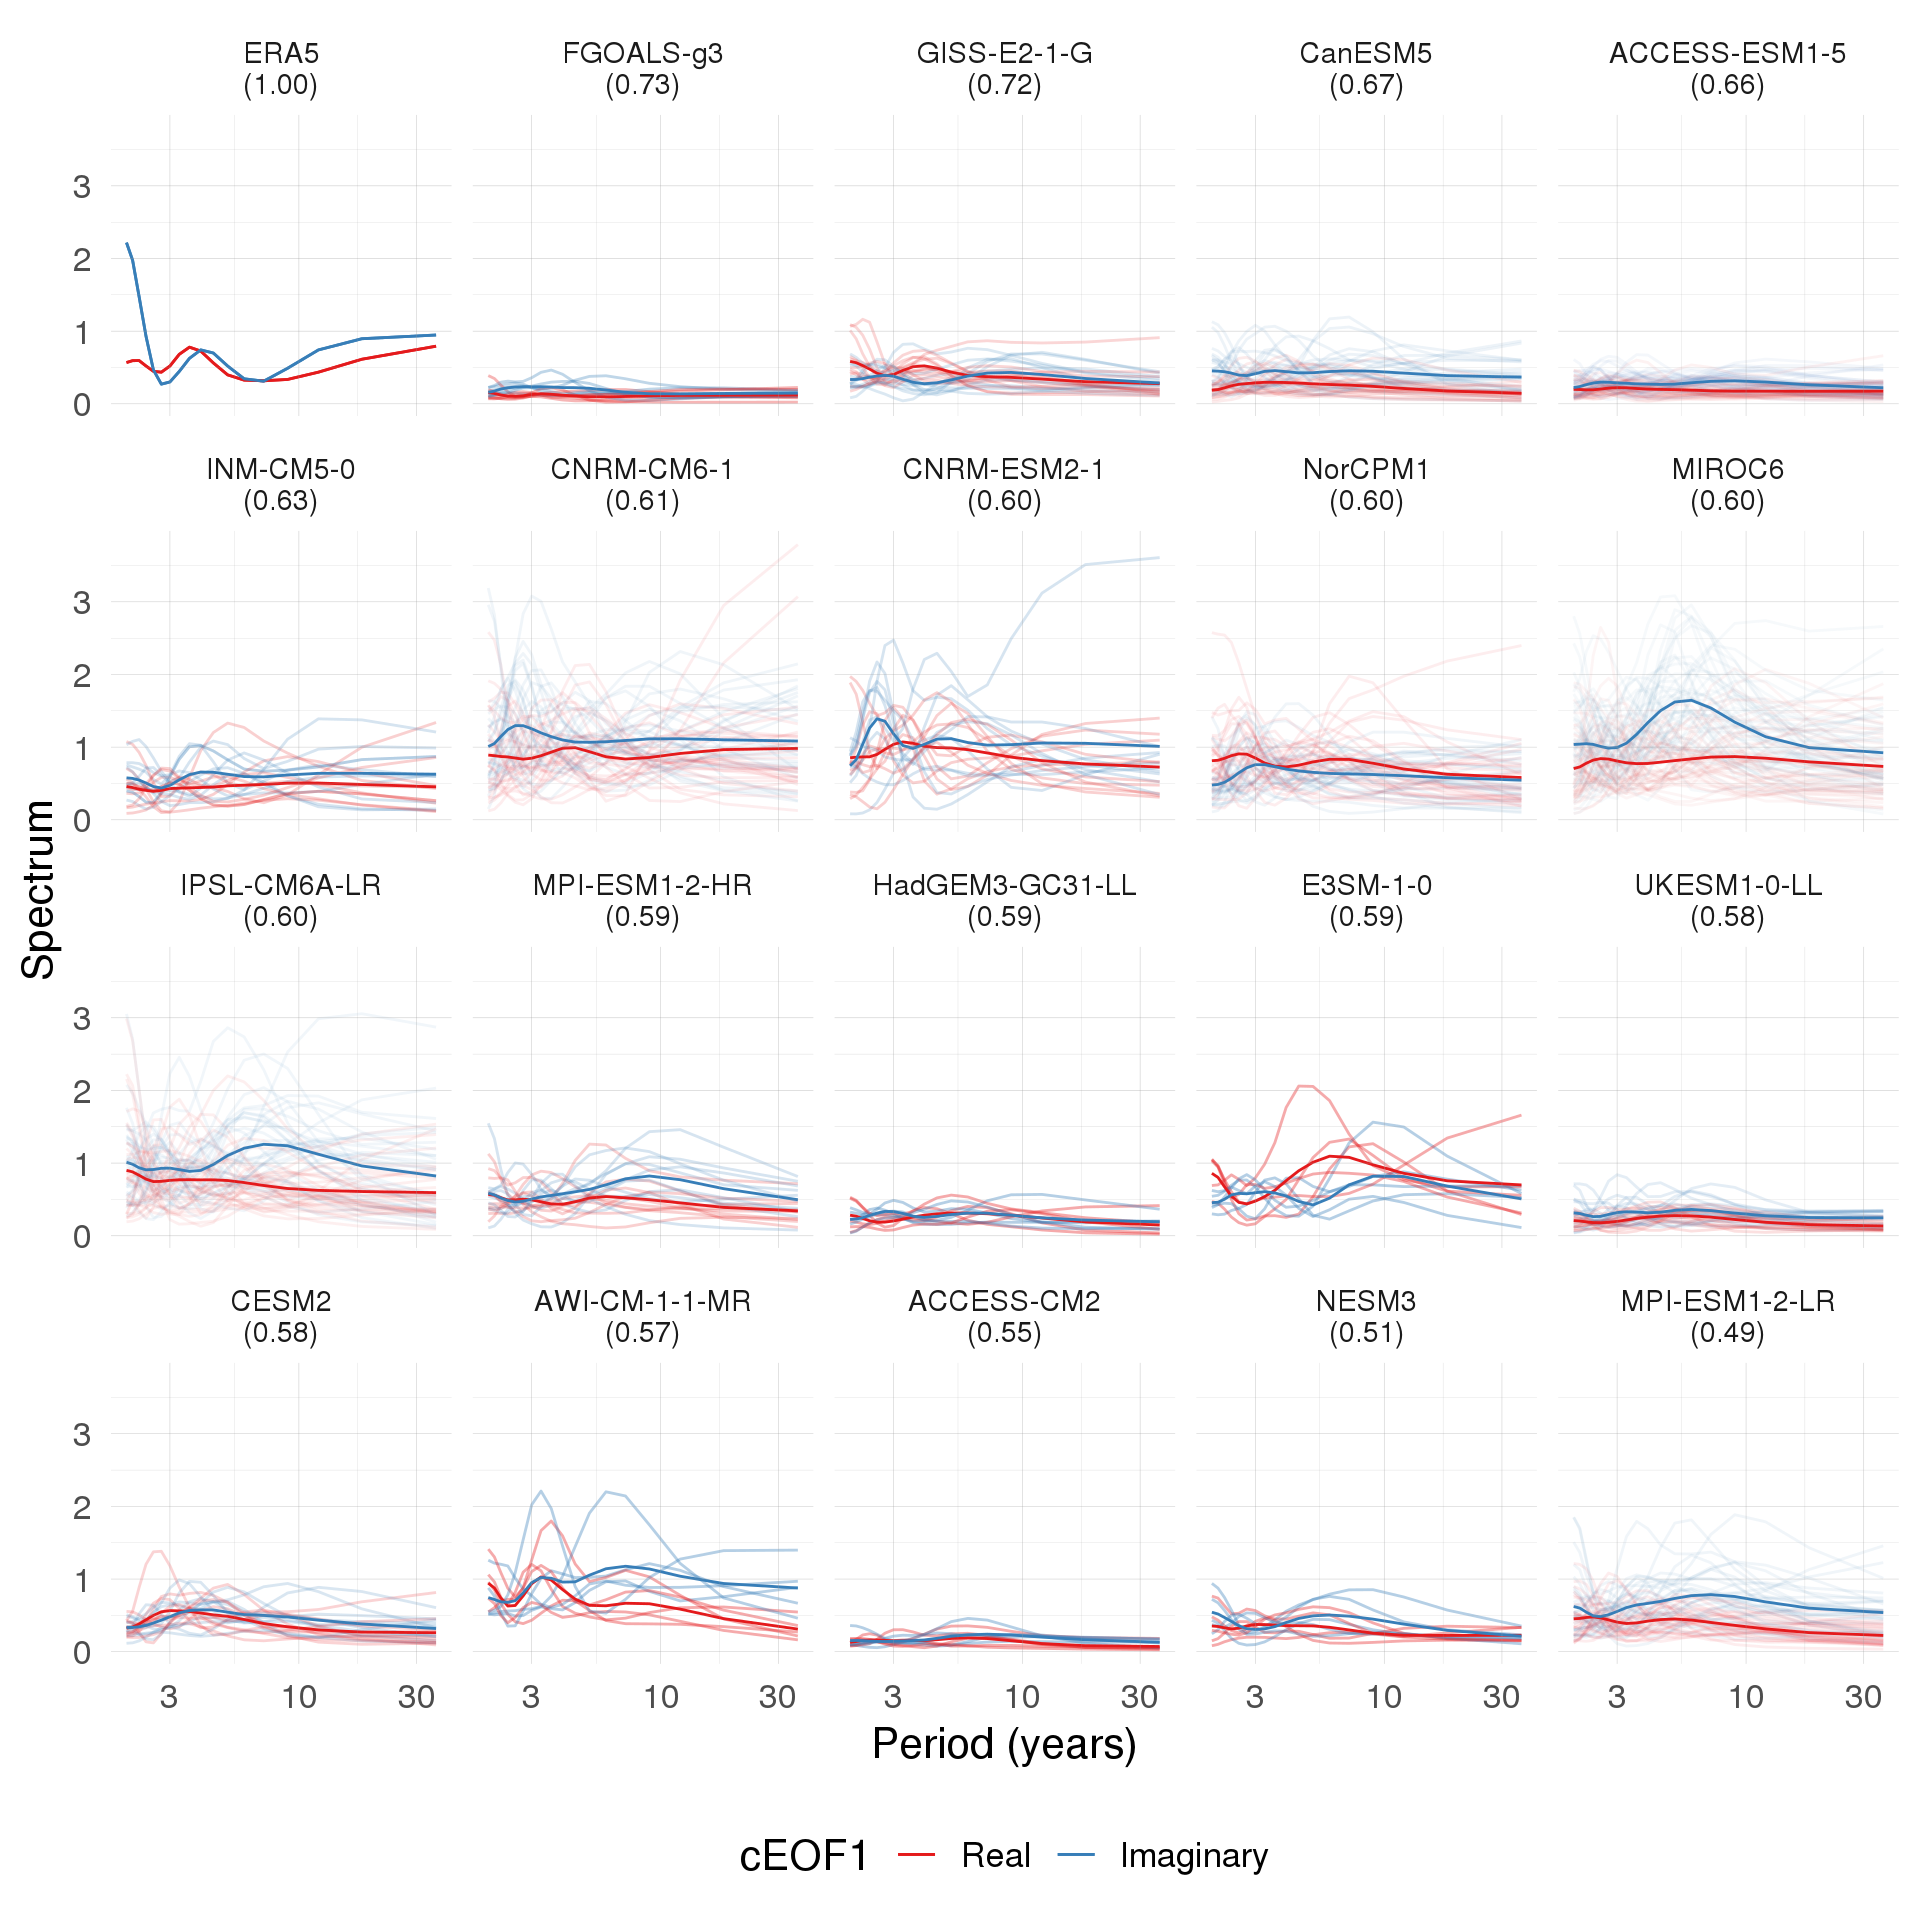 ERA5 FGOALS-g3 GISS-E2-1-G CanESM5 ACCESS-ESM1-5
(1.00) (0.73) (0.72) (0.67) (0.66)
3
2
1
0
INM-CM5-0 CNRM-CM6-1 CNRM-ESM2-1 NorCPM1 MIROC6
(0.63) (0.61) (0.60) (0.60) (0.60)
3
2
1
0
Spectrum
IPSL-CM6A-LR MPI-ESM1-2-HR HadGEM3-GC31-LL E3SM-1-0 UKESM1-0-LL
(0.60) (0.59) (0.59) (0.59) (0.58)
3
2
1
0
CESM2 AWI-CM-1-1-MR ACCESS-CM2 NESM3 MPI-ESM1-2-LR
(0.58) (0.57) (0.55) (0.51) (0.49)
3
2
1
0
3 10 30 3 10 30 3 10 30 3 10 30 3 10 30
Period (years)
cEOF1 Real Imaginary